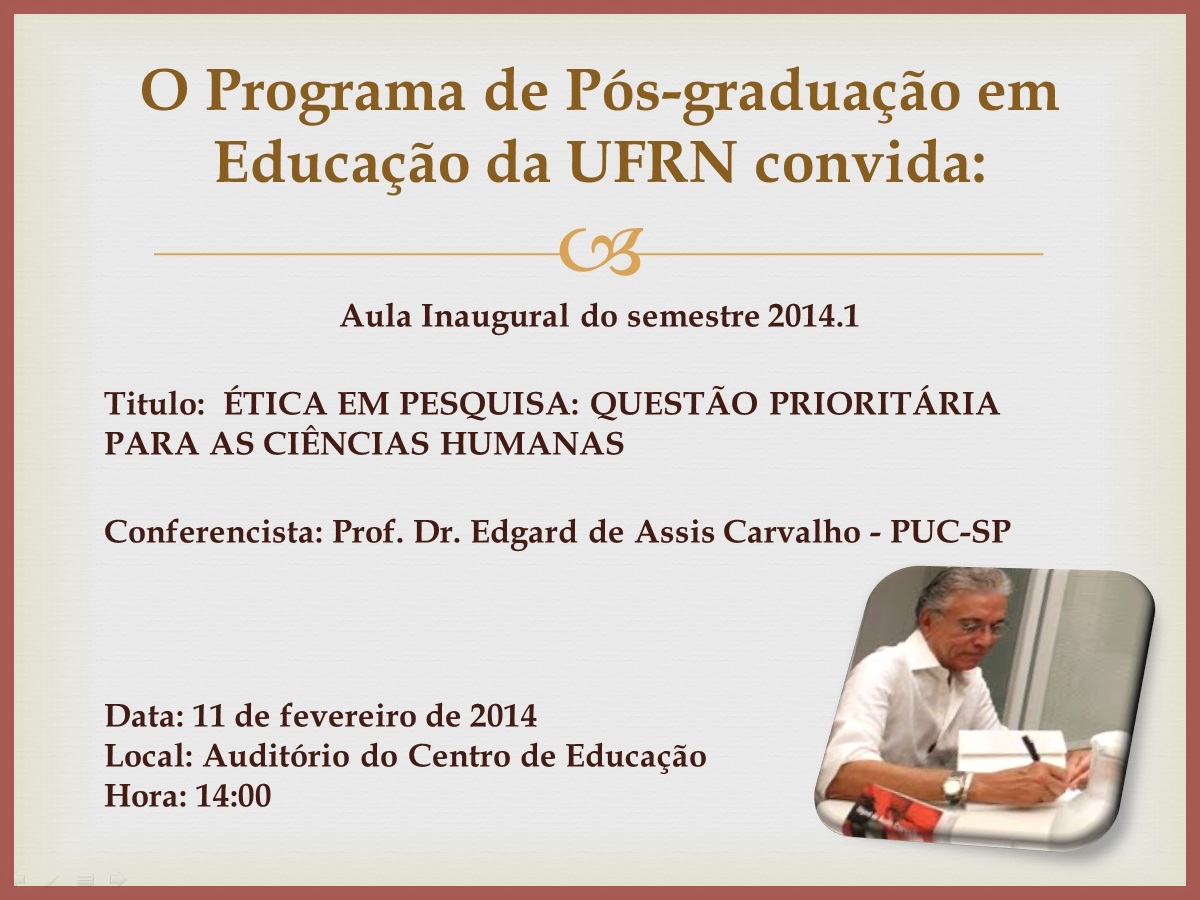 O Programa de Pós-graduação em
Educação da UFRN convida:
Aula Inaugural do semestre 2014.1
Titulo: ÉTICA EM PESQUISA: QUESTÃO PRIORITÁRIA
PARA AS CIÊNCIAS HUMANAS
Conferencista: Prof. Dr. Edgard de Assis Carvalho - PUC-SP
Data: 11 de fevereiro de 2014
Local: Auditório do Centro de Educação
Hora: 14:00